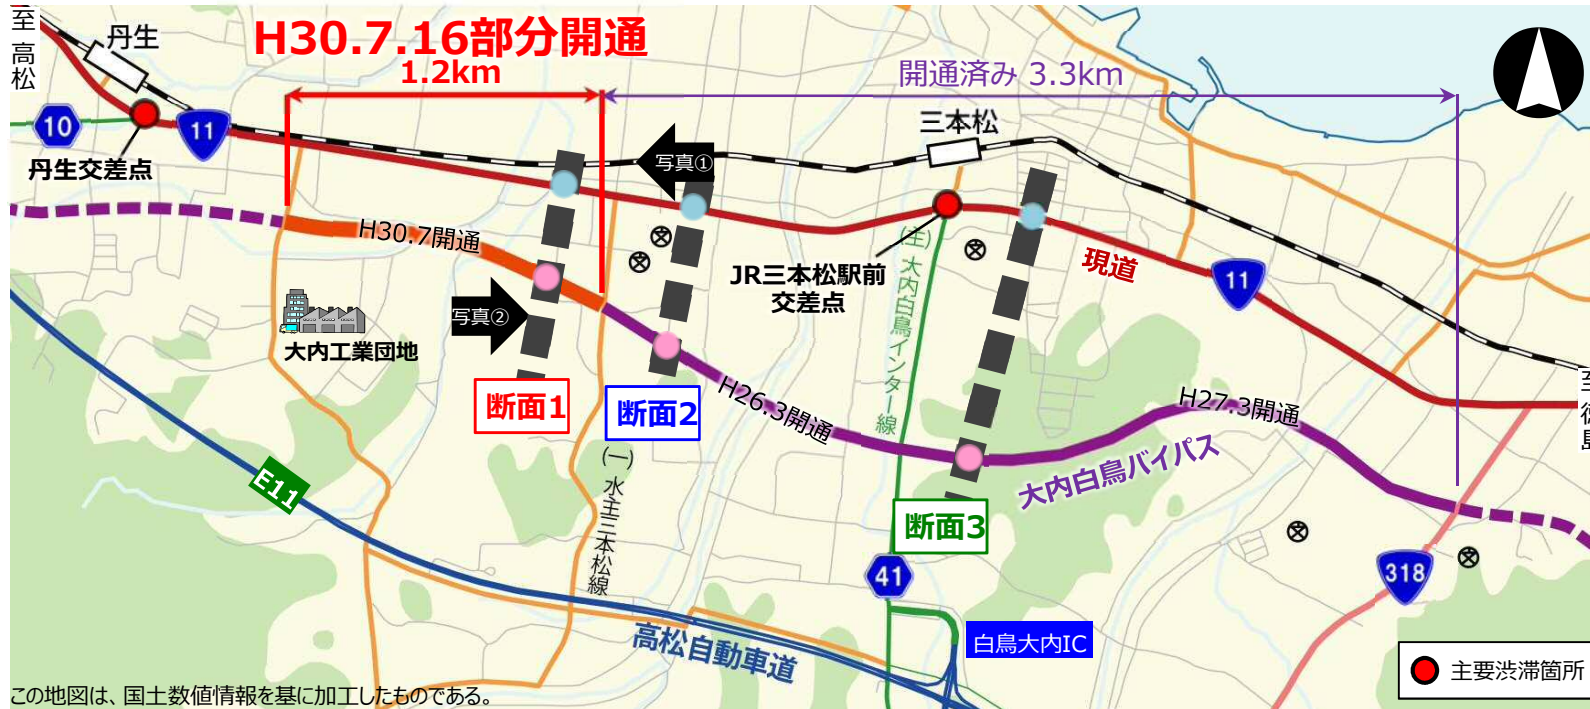 至 高松
丹生
H30.7.16部分開通
1.2km
開通済み 3.3km
10
11
丹生交差点
写真①
三本松
H30.7開通
JR三本松駅前
交差点
(主)大内白鳥インター線
現道
11
写真②
大内工業団地
断面1
断面2
H26.3開通
H27.3開通
至 徳島
大内白鳥バイパス
E11
(一)水主三本松線
断面3
41
318
高松自動車道
白鳥大内IC
主要渋滞箇所
この地図は、国土数値情報を基に加工したものである。